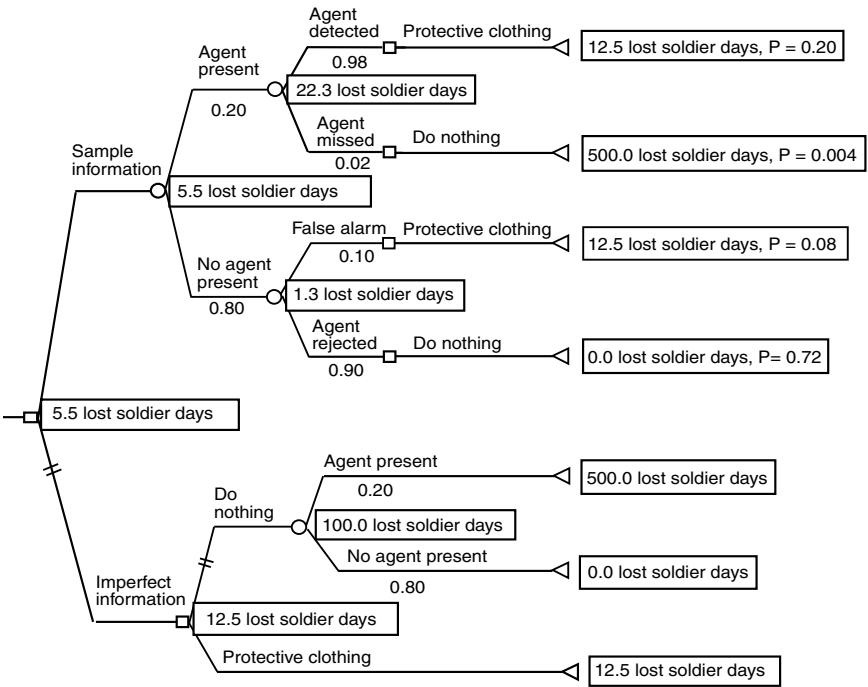 Agent
detected
0.98
Protective clothing
12.5 lost soldier days, P = 0.20
Agent
present
0.20
22.3 lost soldier days
Agent
missed
0.02
Do nothing
500.0 lost soldier days, P = 0.004
Sample
information
5.5 lost soldier days
False alarm
0.10
Protective clothing
12.5 lost soldier days, P = 0.08
No agent
present
0.80
1.3 lost soldier days
Agent
rejected
0.90
Do nothing
0.0 lost soldier days, P= 0.72
5.5 lost soldier days
Agent present
0.20
500.0 lost soldier days
Do
nothing
100.0 lost soldier days
No agent present
0.80
0.0 lost soldier days
Imperfect
information
12.5 lost soldier days
Protective clothing
12.5 lost soldier days